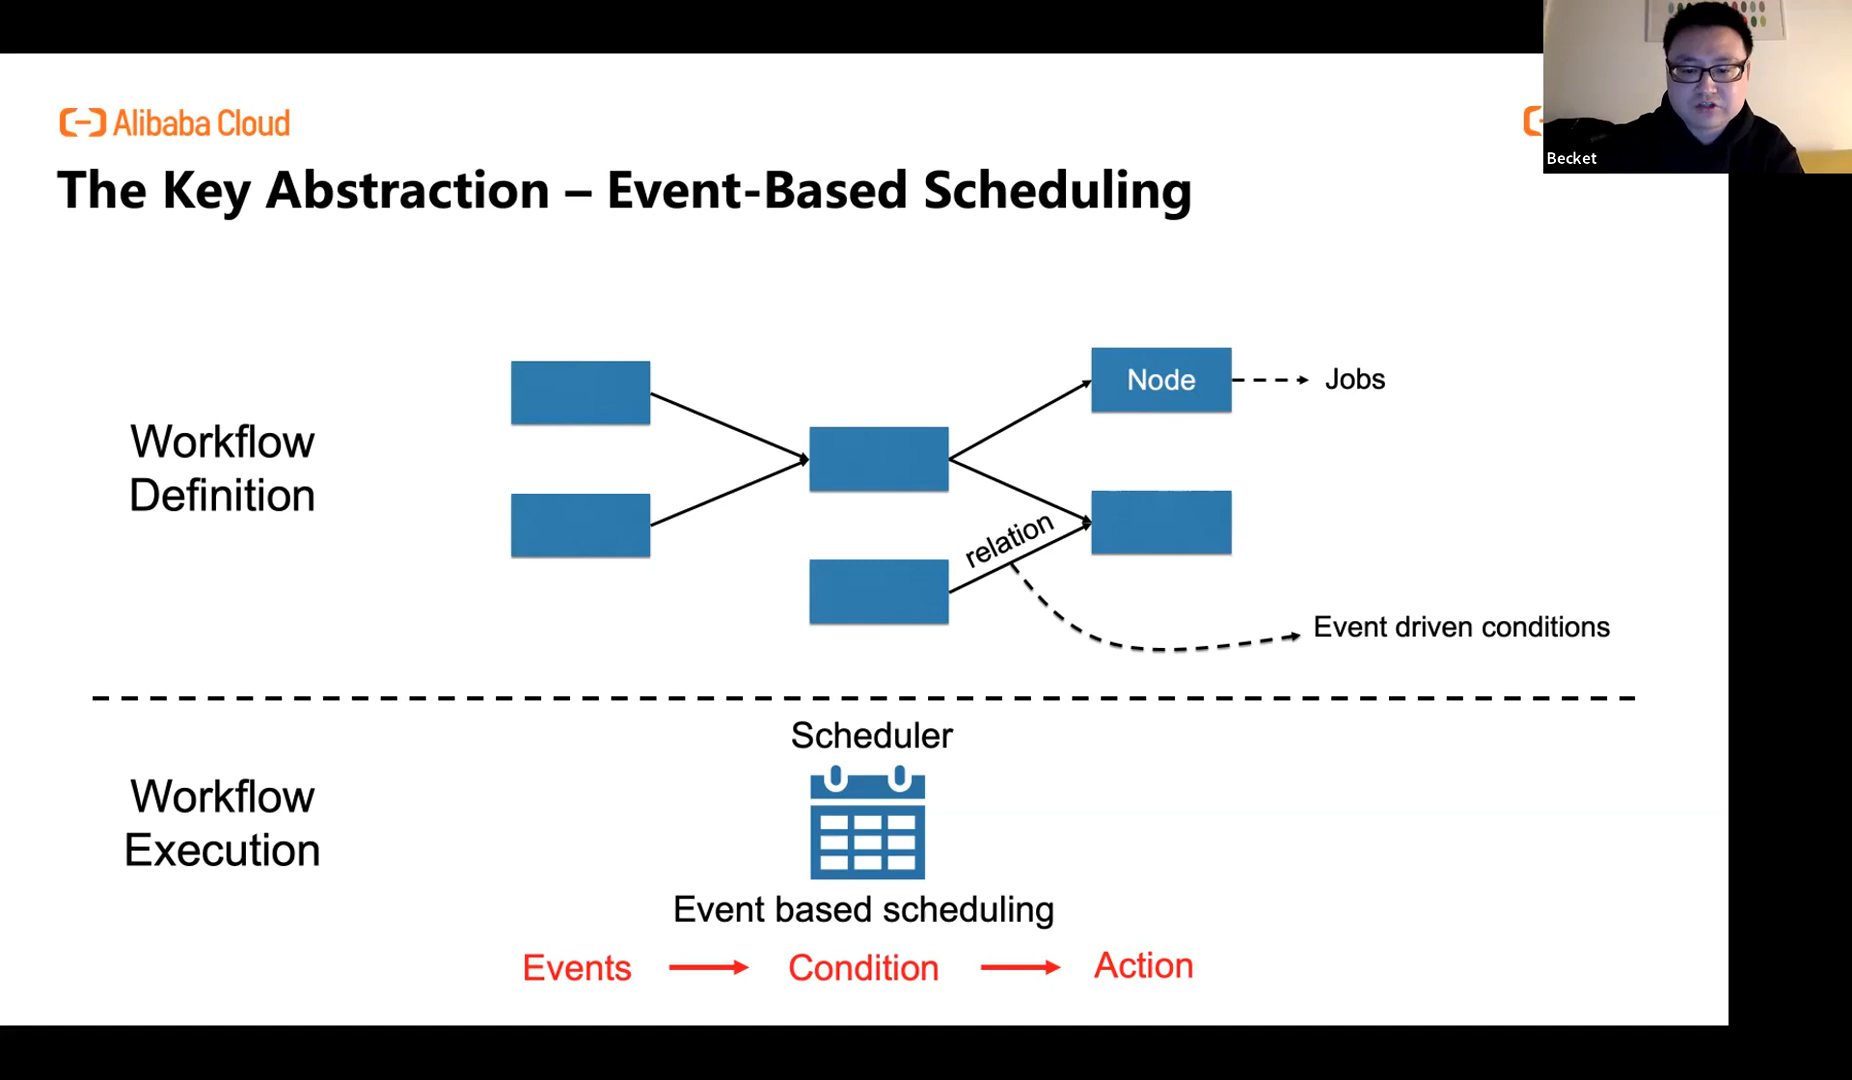 Alibaba Cloud
Becket
The Key Abstraction – Event-Based Scheduling
Node
Jobs
Workflow
Definition
relation
Event driven conditions
Scheduler
Workflow
Execution
Event based scheduling
Events
Condition
Action